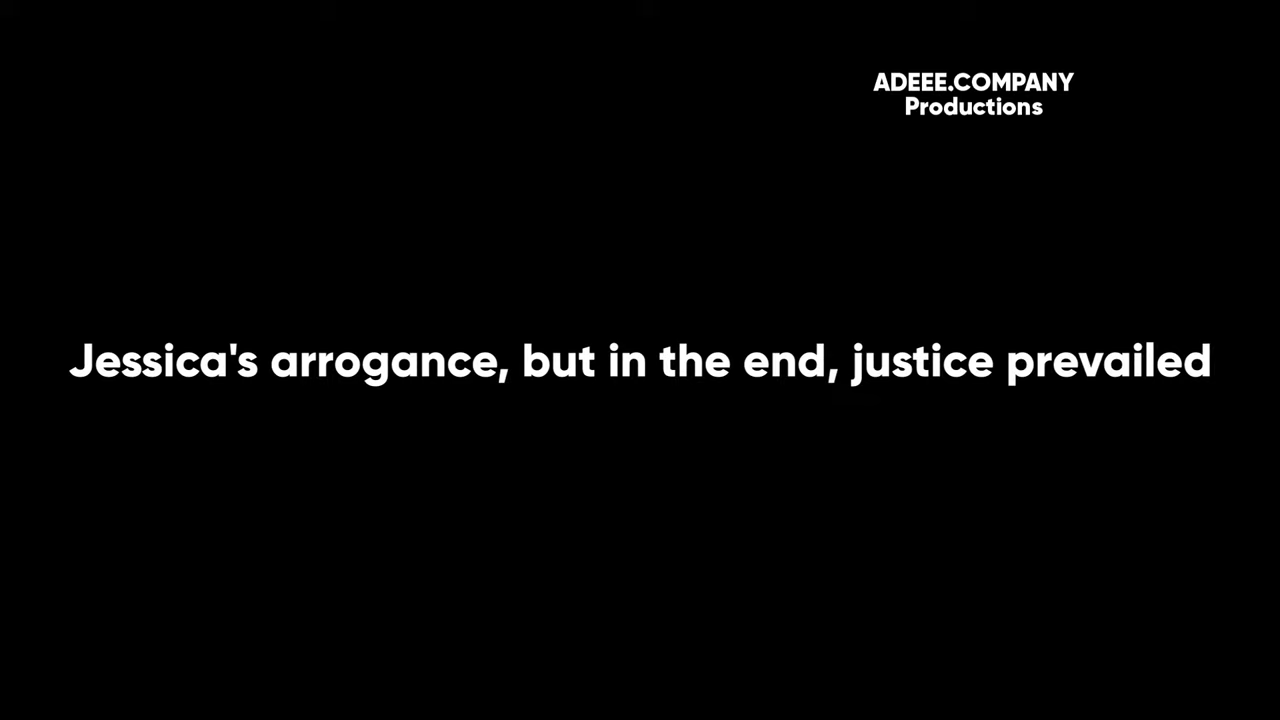 ADEEE.COMPANY
Productions
Jessica's arrogance, but in the end, justice prevailed